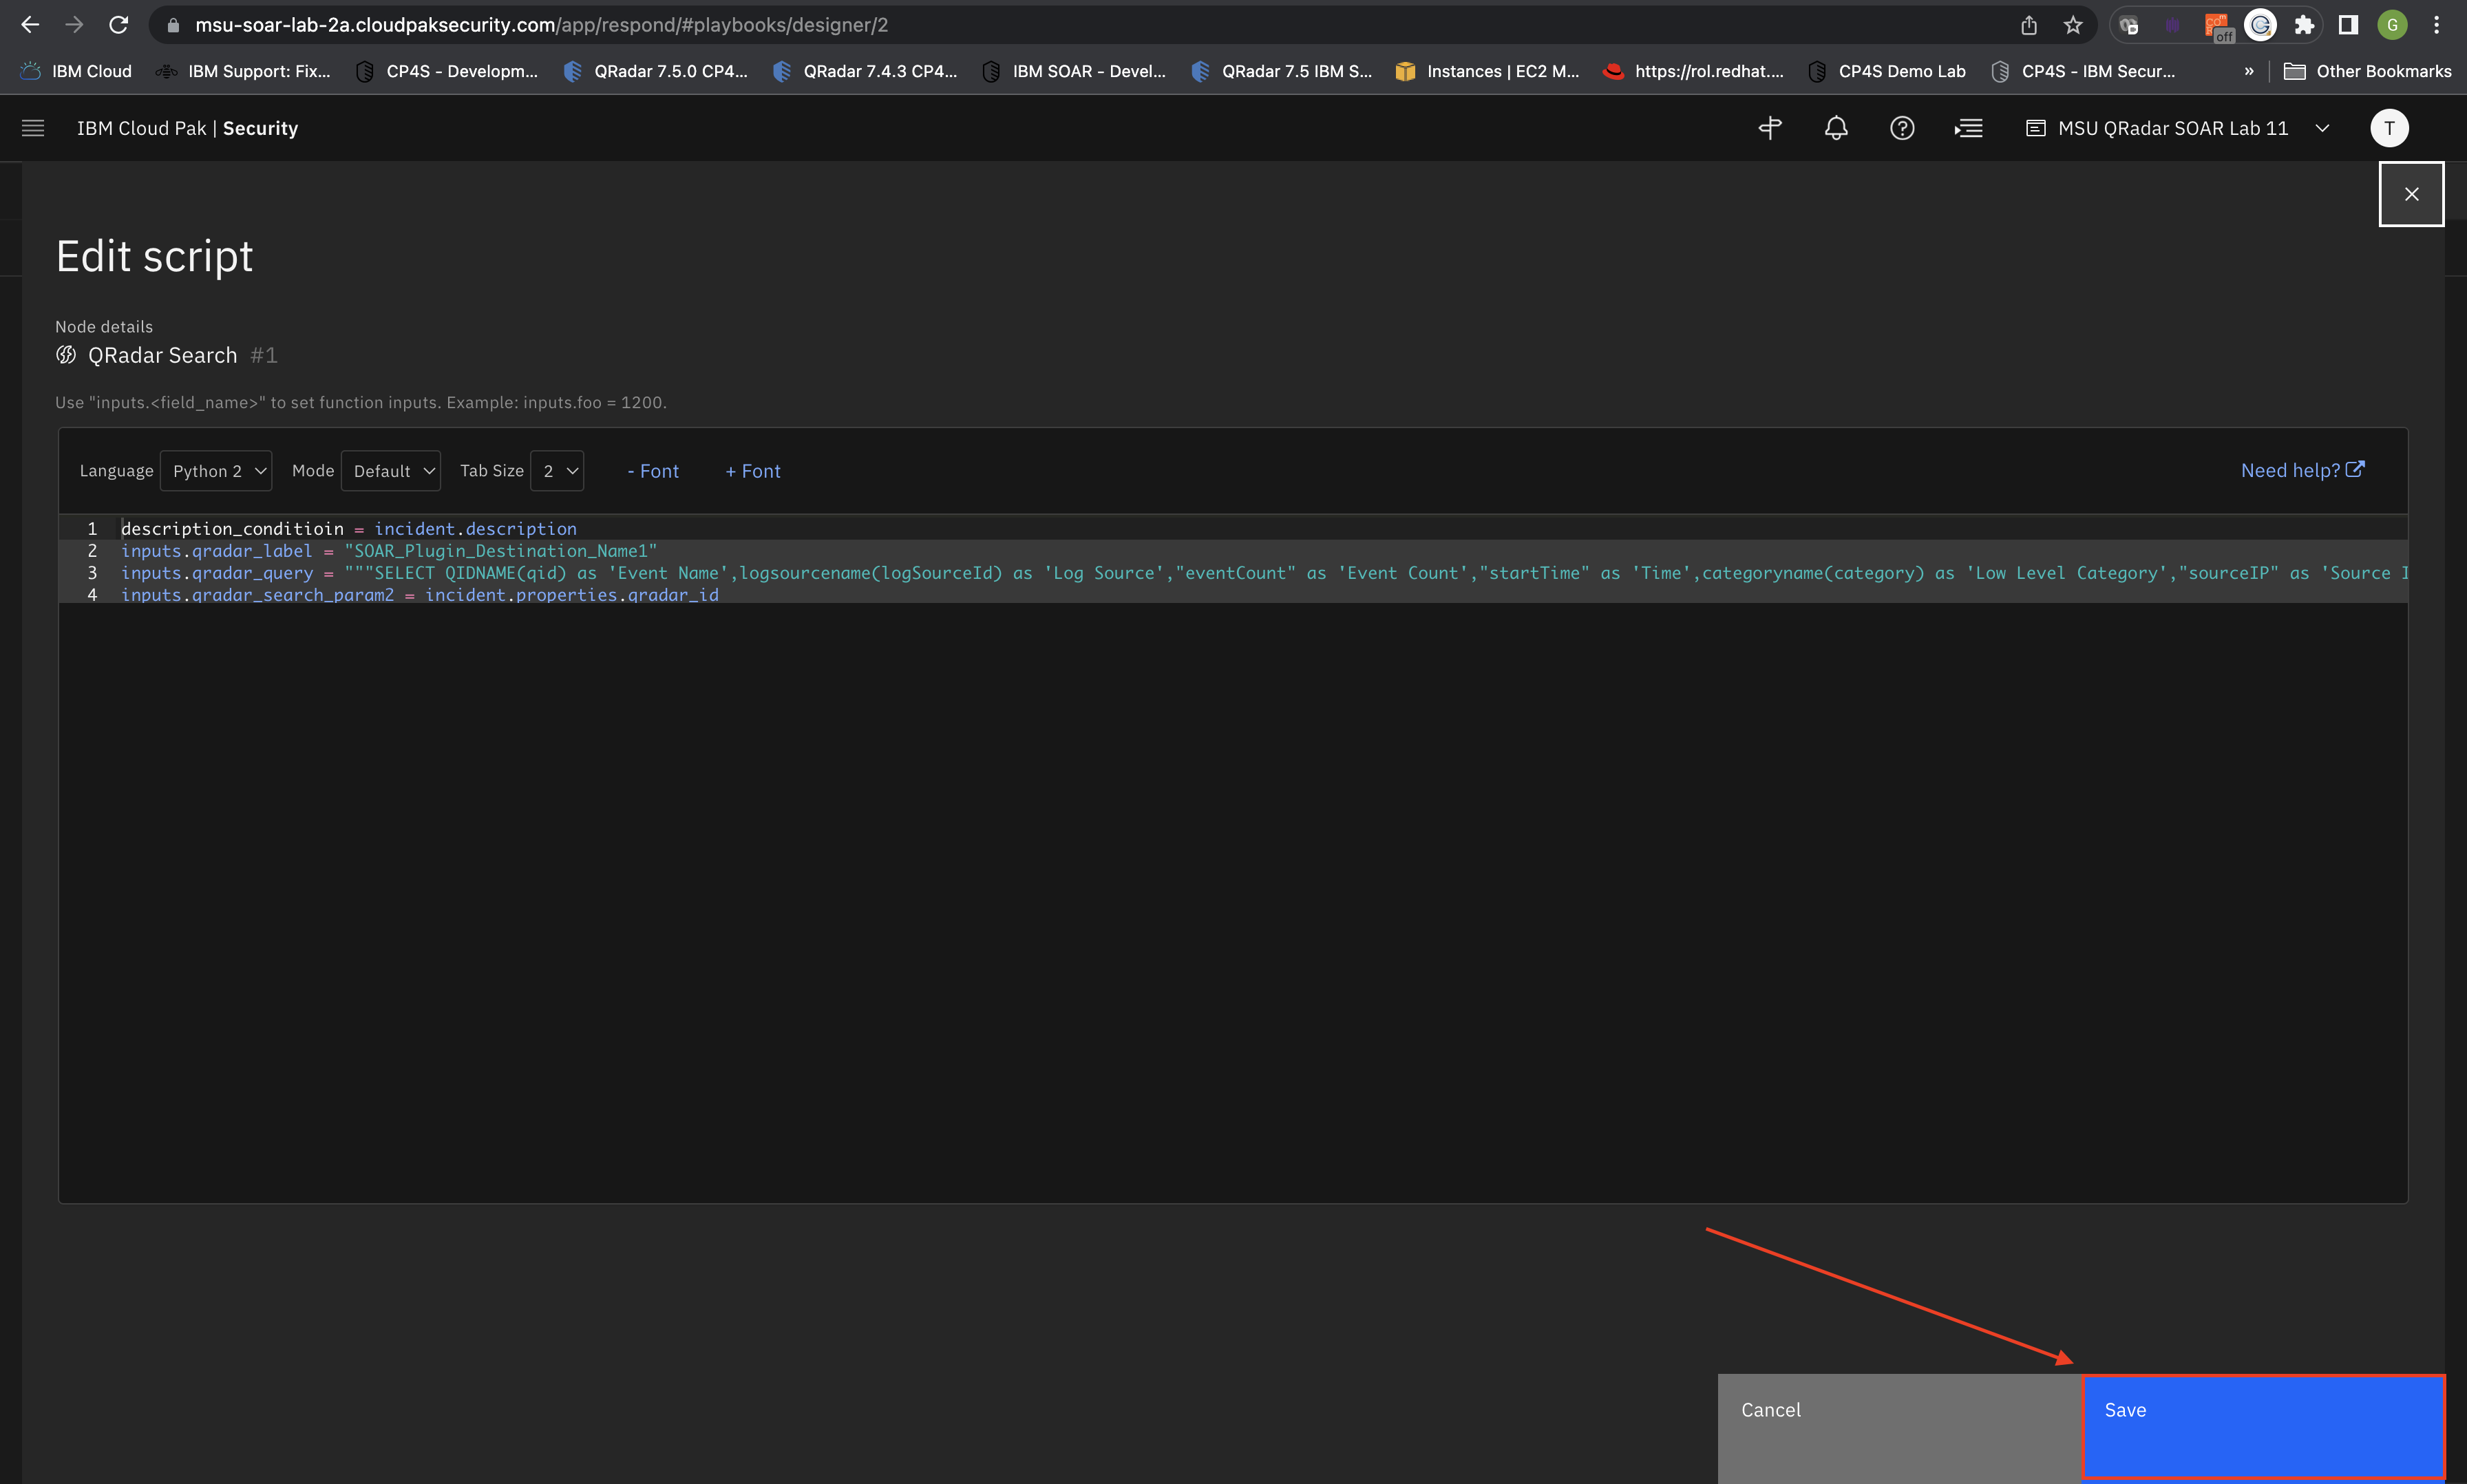 msu-soar-lab-2a.cloudpaksecurity.com/app/respond/#playbooks/designer/2
off
G
IBM Cloud
IBM Support: Fix...
CP4S - Developm...
QRadar 7.5.0 CP4...
QRadar 7.4.3 CP4...
IBM SOAR - Devel...
QRadar 7.5 IBM S...
Instances | EC2 M...
https://rol.redhat....
CP4S Demo Lab
CP4S - IBM Secur...
»
Other Bookmarks
IBM Cloud Pak | Security
MSU QRadar SOAR Lab 11
T
Edit script
Node details
QRadar Search #1
Use "inputs.<field_name>" to set function inputs. Example: inputs.foo = 1200.
Language Python 2 Mode Default Tab Size 2 - Font + Font Need help?
1 description_conditioin = incident.description
2 inputs.qradar_label = "SOAR_Plugin_Destination_Name1"
3 inputs.qradar_query = """SELECT QIDNAME(qid) as 'Event Name',logsourcename(logSourceId) as 'Log Source',"eventCount" as 'Event Count',"startTime" as 'Time',categoryname(category) as 'Low Level Category',"sourceIP" as 'Source I
4 inputs.qradar_search_param2 = incident.properties.qradar_id
Cancel
Save